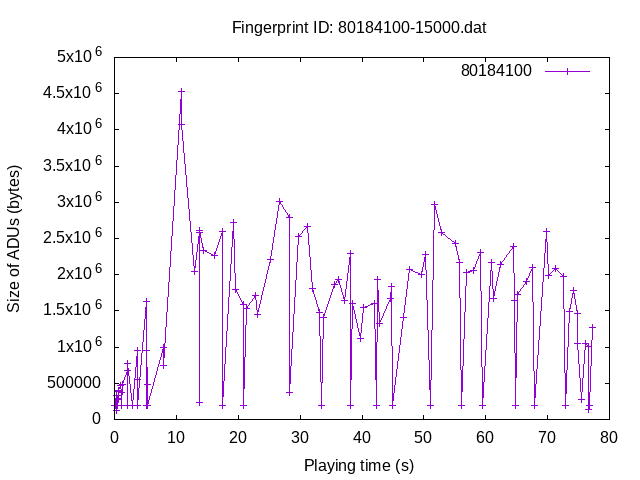 Fingerprint ID: 80184100-15000.dat
80184100
Size of ADUs (bytes)
5x10^6
4.5x10^6
4x10^6
3.5x10^6
3x10^6
2.5x10^6
2x10^6
1.5x10^6
1x10^6
500000
0
0 10 20 30 40 50 60 70 80
Playing time (s)